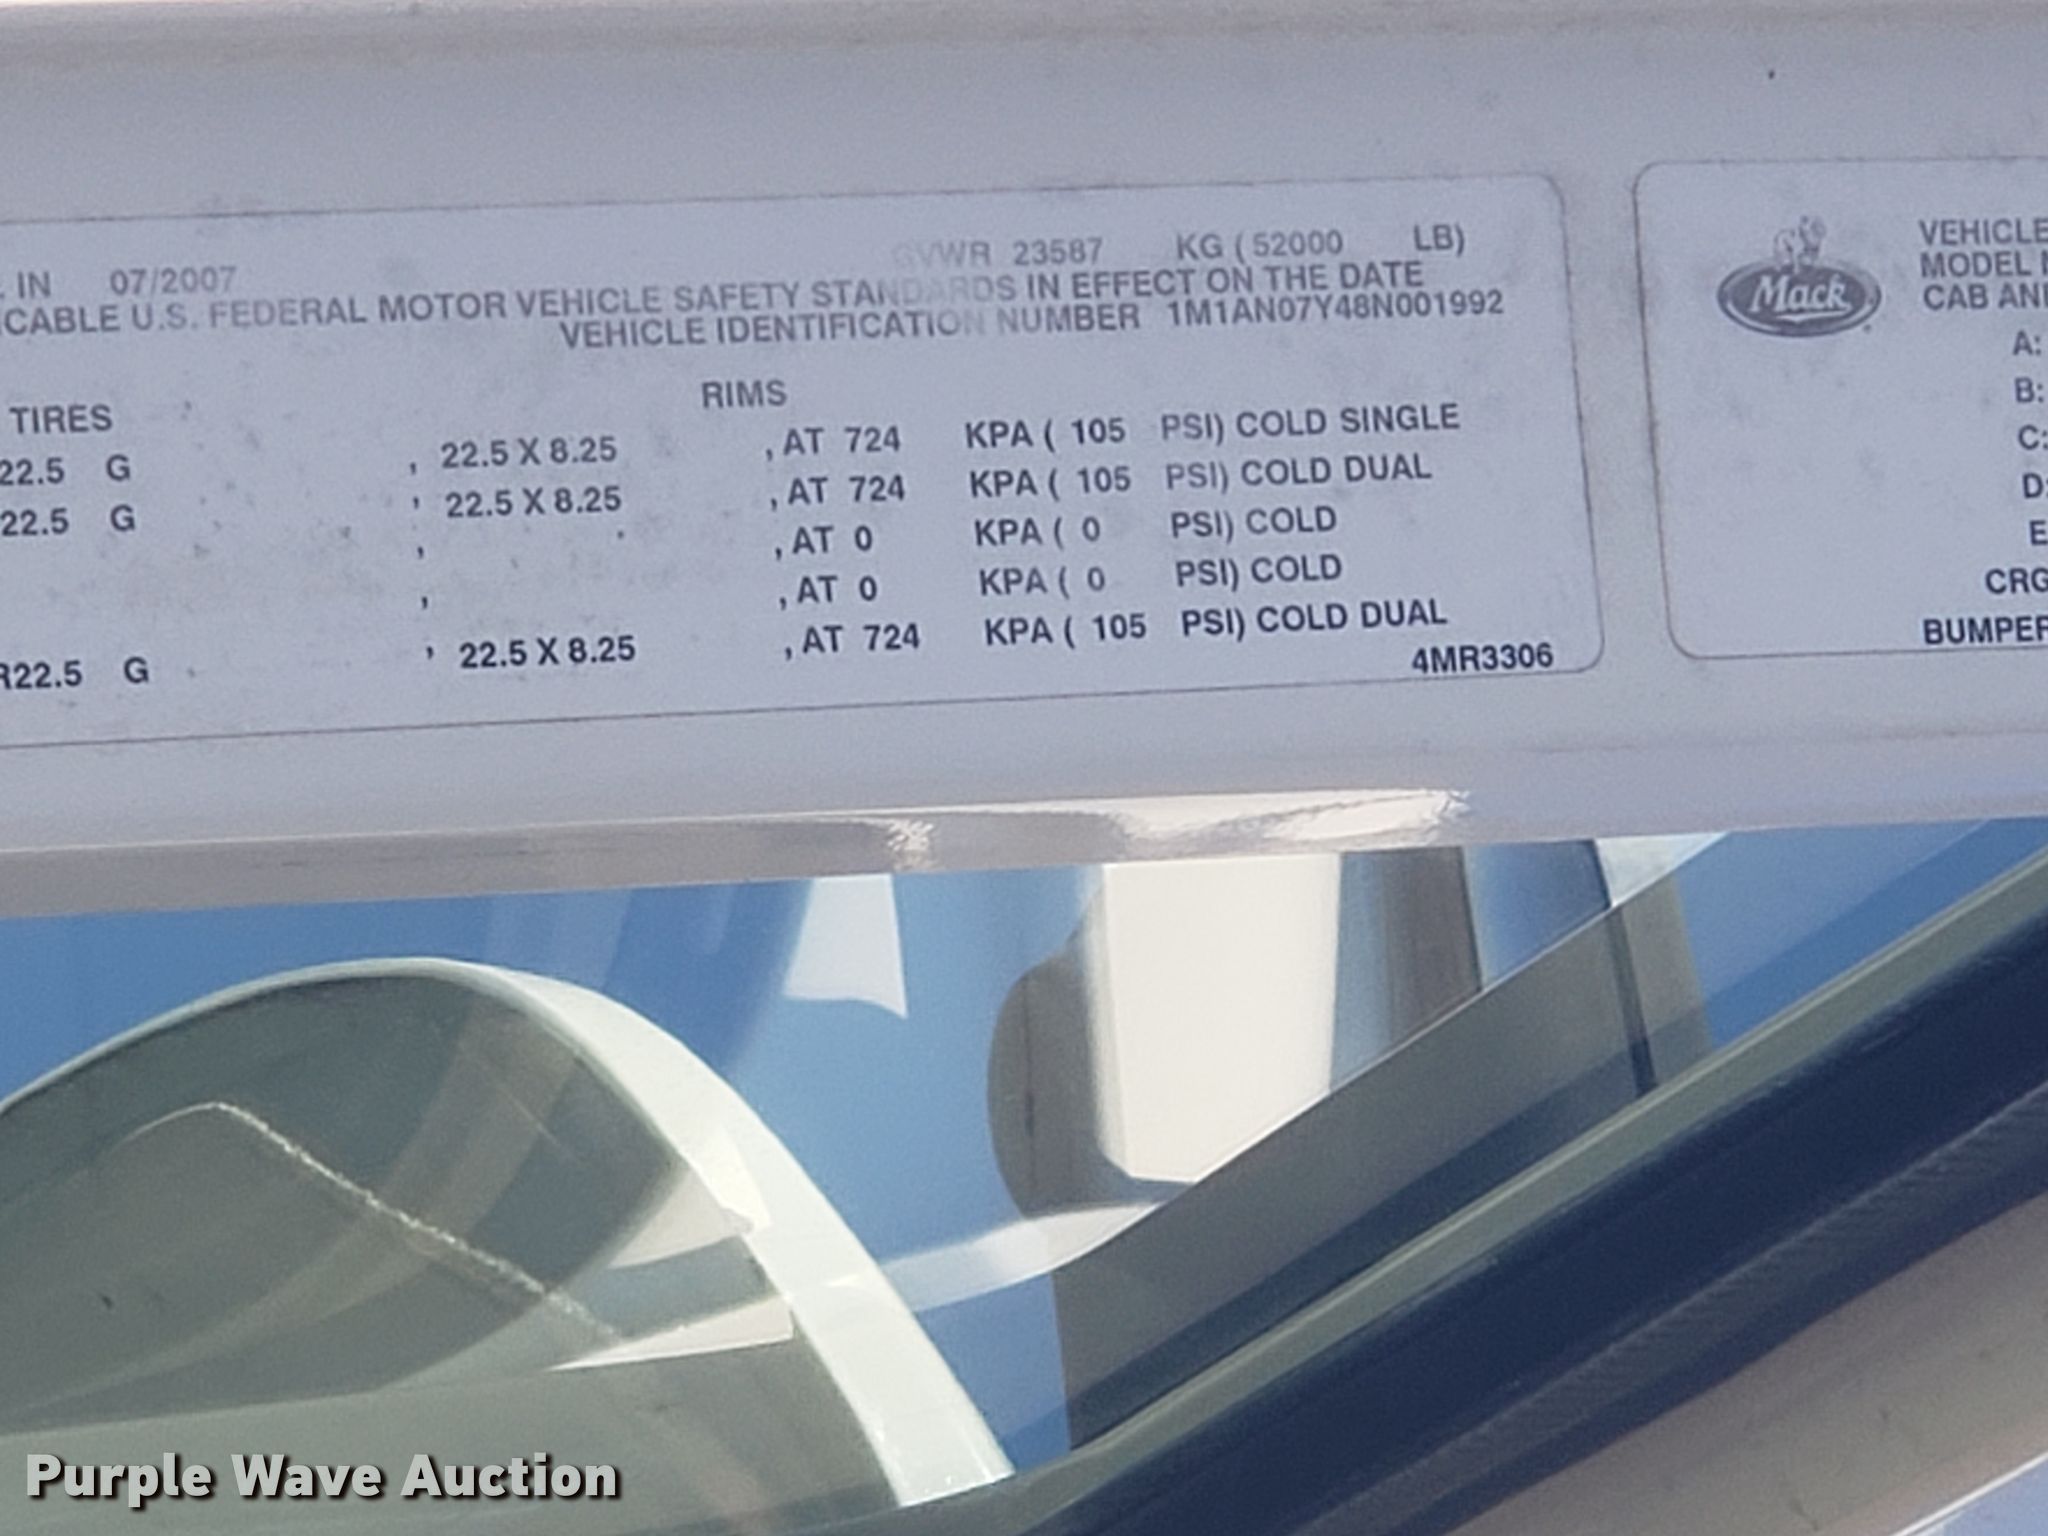 IN 07/2007 GVWR 23587 KG ( 52000 LB)
ICABLE U.S. FEDERAL MOTOR VEHICLE SAFETY STANDARDS IN EFFECT ON THE DATE
VEHICLE IDENTIFICATION NUMBER 1M1AN07Y48N001992
TIRES RIMS
22.5 G , 22.5 X 8.25 , AT 724 KPA ( 105 PSI) COLD SINGLE
22.5 G , 22.5 X 8.25 , AT 724 KPA ( 105 PSI) COLD DUAL
, , AT 0 KPA ( 0 PSI) COLD
, , AT 0 KPA ( 0 PSI) COLD
R22.5 G , 22.5 X 8.25 , AT 724 KPA ( 105 PSI) COLD DUAL
4MR3306
Mack
VEHICLE
MODEL
CAB AN
A:
B:
C:
D:
E
CRG
BUMPER
Purple Wave Auction